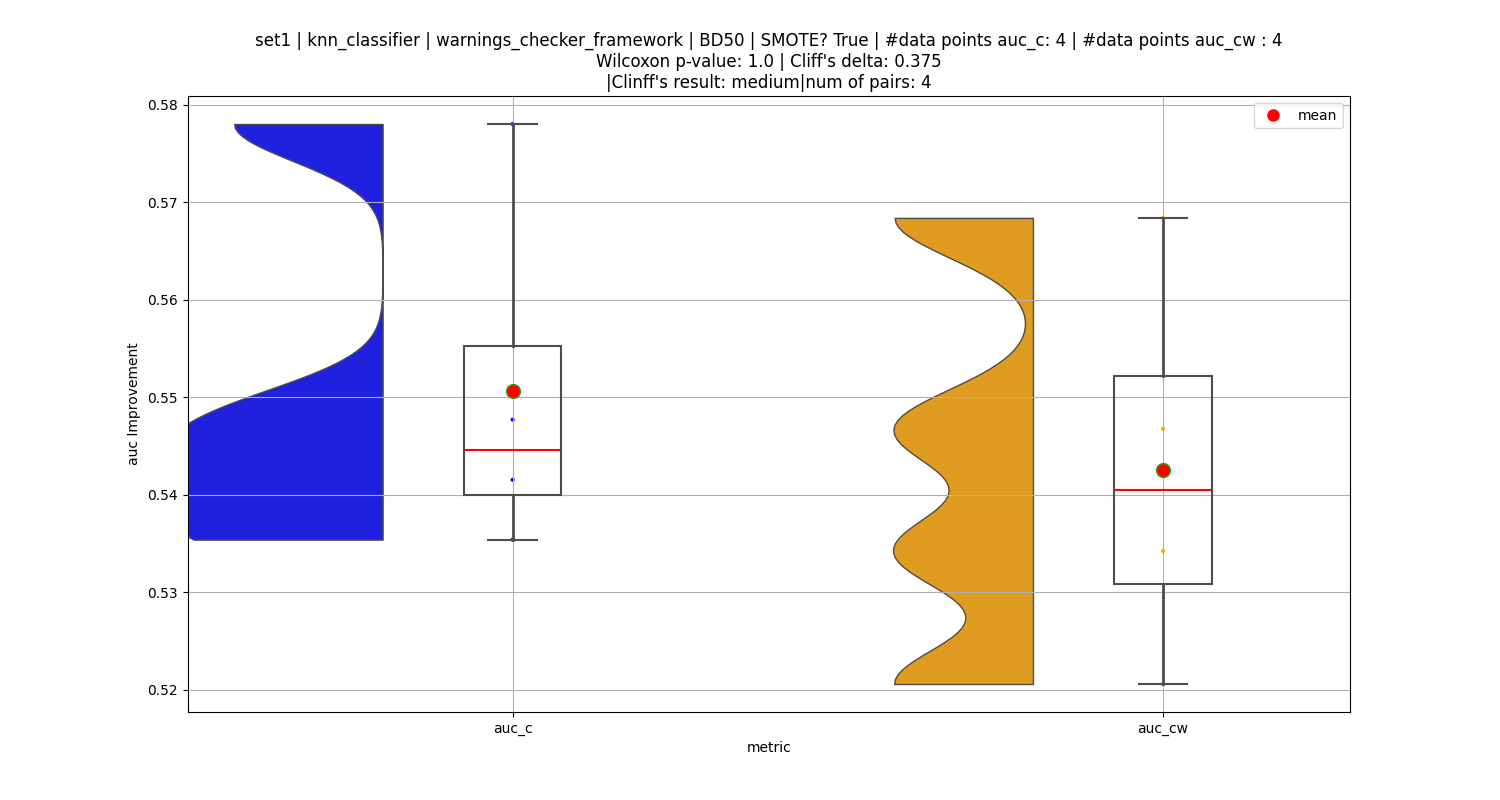 set1 | knn_classifier | warnings_checker_framework | BD50 | SMOTE? True | #data points auc_c: 4 | #data points auc_cw : 4
Wilcoxon p-value: 1.0 | Cliff's delta: 0.375
|Clinff's result: medium|num of pairs: 4
mean
0.58
0.57
0.56
0.55
0.54
0.53
0.52
auc Improvement
auc_c
auc_cw
metric